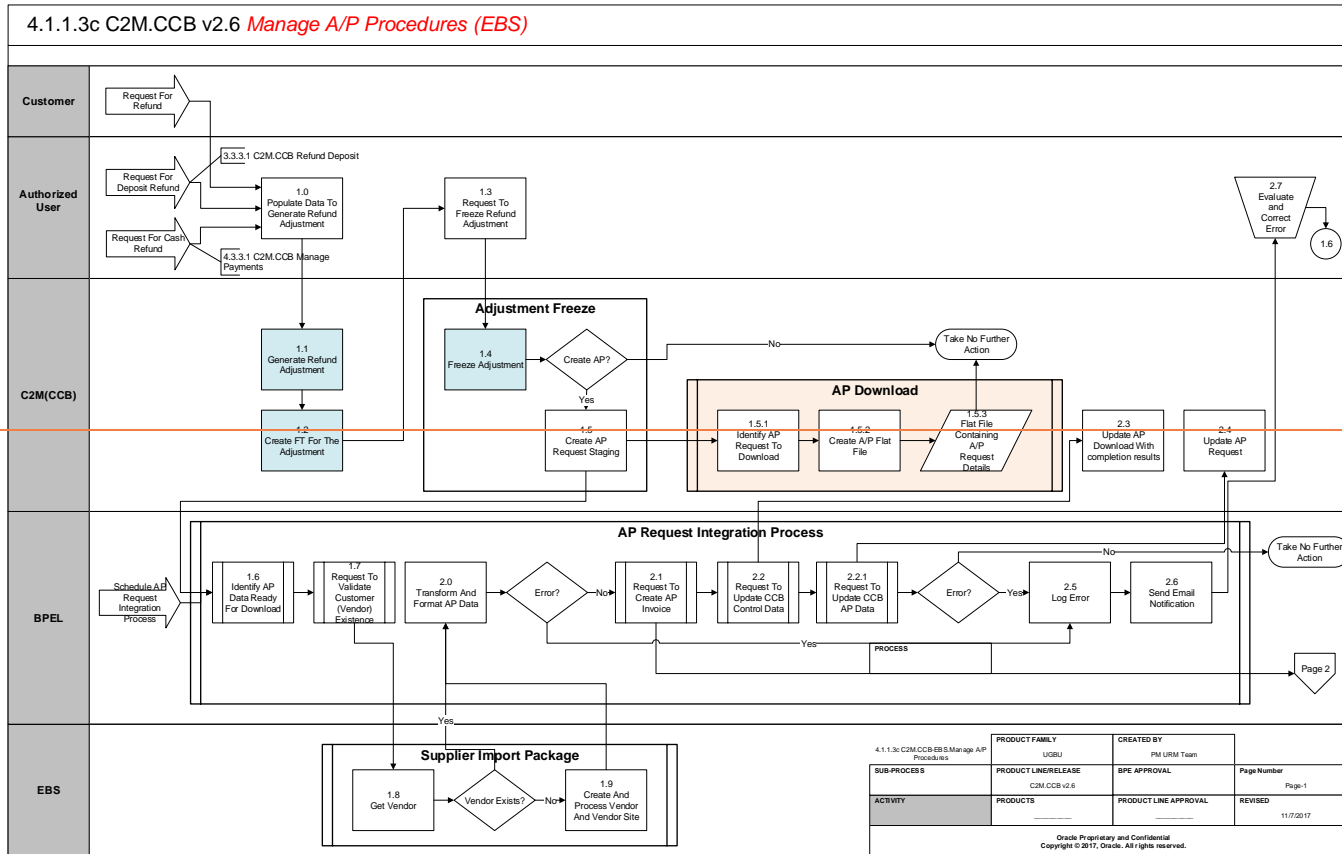 4.1.1.3c C2M.CCB v2.6 Manage A/P Procedures (EBS)
Customer
Request For
Refund
Authorized
User
Request For
Deposit Refund
3.3.3.1 C2M.CCB Refund Deposit
Request For Cash
Refund
4.3.3.1 C2M.CCB Manage
Payments
1.0
Populate Data To
Generate Refund
Adjustment
1.3
Request To
Freeze Refund
Adjustment
2.7
Evaluate
and
Correct
Error
1.6
C2M(CCB)
1.1
Generate Refund
Adjustment
1.2
Create FT For The
Adjustment
Adjustment Freeze
1.4
Freeze Adjustment
Create AP?
No
Yes
1.5
Create AP
Request Staging
Take No Further
Action
AP Download
1.5.1
Identify AP
Request To
Download
1.5.2
Create A/P Flat
File
1.5.3
Flat File
Containing
A/P
Request
Details
2.3
Update AP
Download With
completion results
2.4
Update AP
Request
BPEL
Schedule AP
Request
Integration
Process
AP Request Integration Process
1.6
Identify AP
Data Ready
For Download
1.7
Request To
Validate
Customer
(Vendor)
Existence
2.0
Transform And
Format AP Data
Error?
No
Yes
2.1
Request To
Create AP
Invoice
2.2
Request To
Update CCB
Control Data
2.2.1
Request To
Update CCB
AP Data
Error?
Yes
No
2.5
Log Error
2.6
Send Email
Notification
Take No Further
Action
PROCESS
Page 2
EBS
Yes
Supplier Import Package
1.8
Get Vendor
Vendor Exists?
No
1.9
Create And
Process Vendor
And Vendor Site
4.1.1.3c C2M.CCB-EBS.Manage A/P
Procedures
PRODUCT FAMILY
UGBU
CREATED BY
PM URM Team
SUB-PROCESS
PRODUCT LINE/RELEASE
C2M.CCB v2.6
BPE APPROVAL
Page Number
Page-1
ACTIVITY
PRODUCTS
PRODUCT LINE APPROVAL
REVISED
11/7/2017
Oracle Proprietary and Confidential
Copyright © 2017, Oracle. All rights reserved.